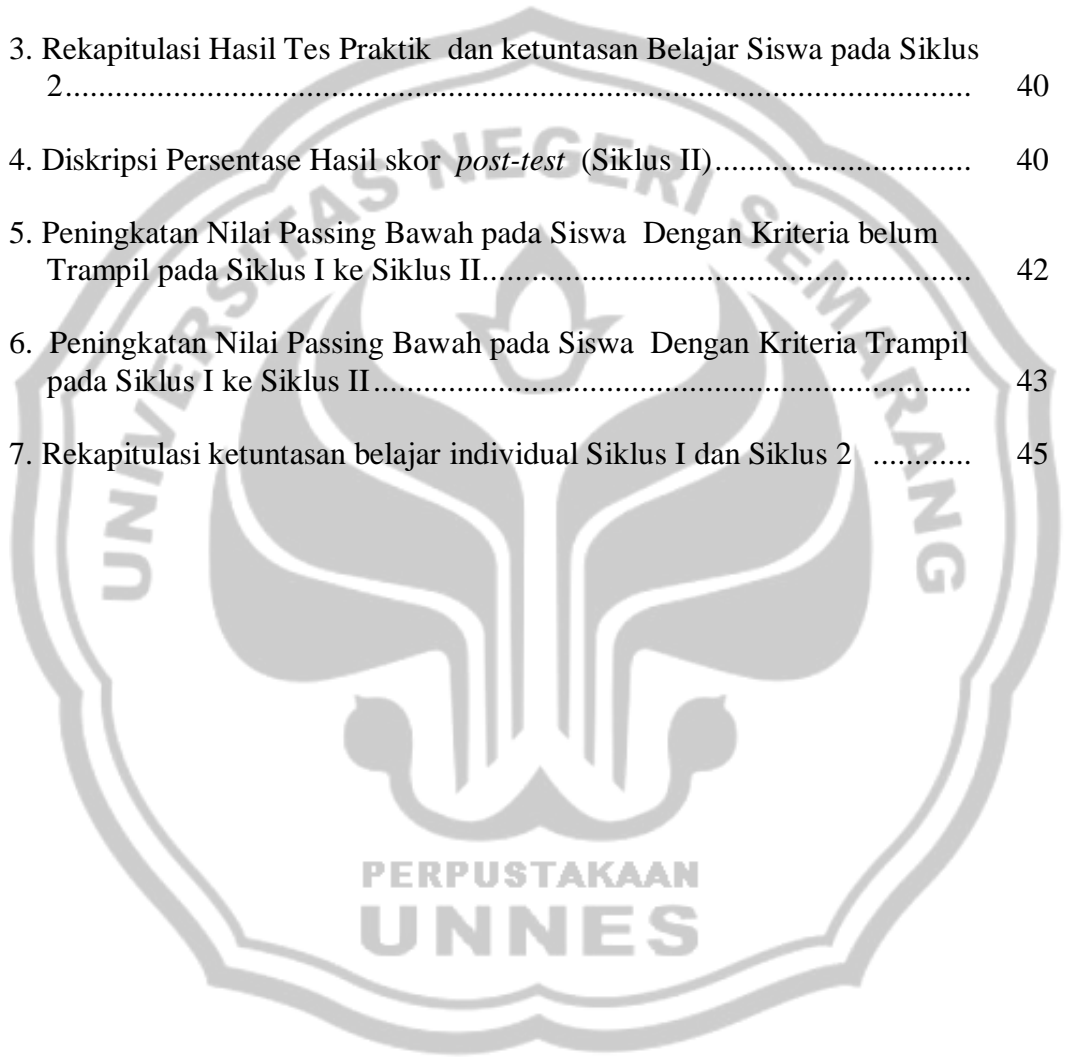 3. Rekapitulasi Hasil Tes Praktik  dan ketuntasan Belajar Siswa pada Siklus
2.................................................................................................... 40
4. Diskripsi Persentase Hasil skor  post-test  (Siklus II)............................ 40
5. Peningkatan Nilai Passing Bawah pada Siswa  Dengan Kriteria belum
Trampil pada Siklus I ke Siklus II...................................................... 42
6.  Peningkatan Nilai Passing Bawah pada Siswa  Dengan Kriteria Trampil
pada Siklus I ke Siklus II.................................................................. 43
7. Rekapitulasi ketuntasan belajar individual Siklus I dan Siklus 2  ............ 45
UNIVERSITAS NEGERI SEMARANG
PERPUSTAKAAN
UNNES